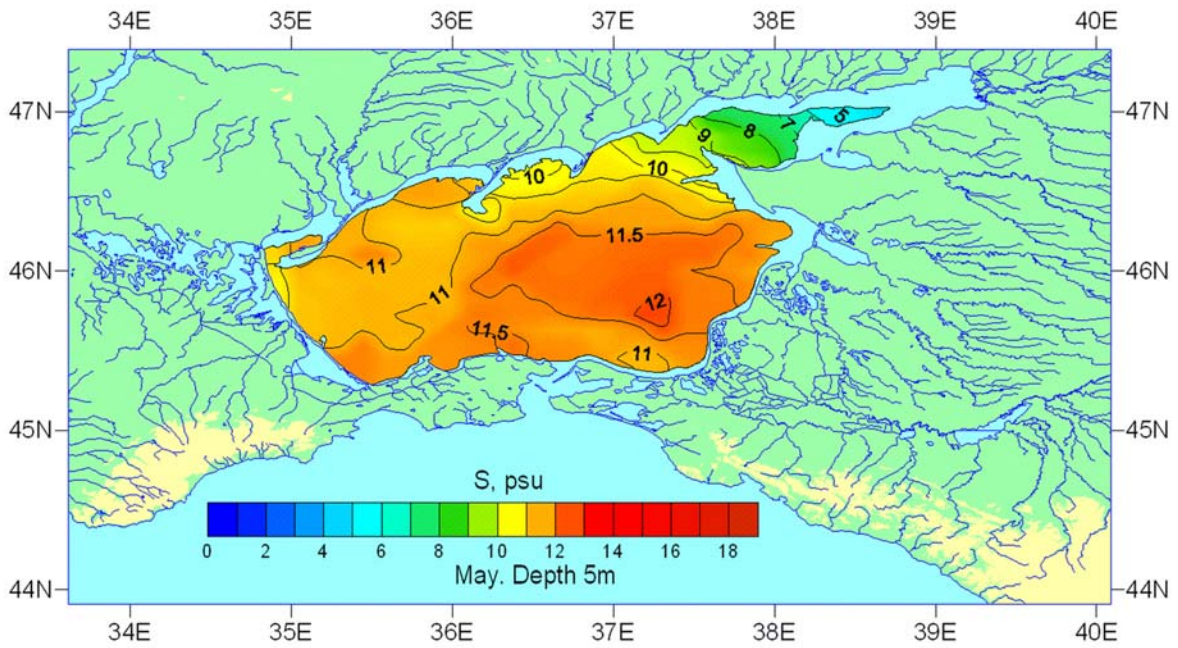 34E 35E 36E 37E 38E 39E 40E
47N 47N
5
7
8
9
10
10
11.5
46N 46N
11
11
12
11.5
11
45N 45N
S, psu
0 2 4 6 8 10 12 14 16 18
May. Depth 5m
44N 44N
34E 35E 36E 37E 38E 39E 40E